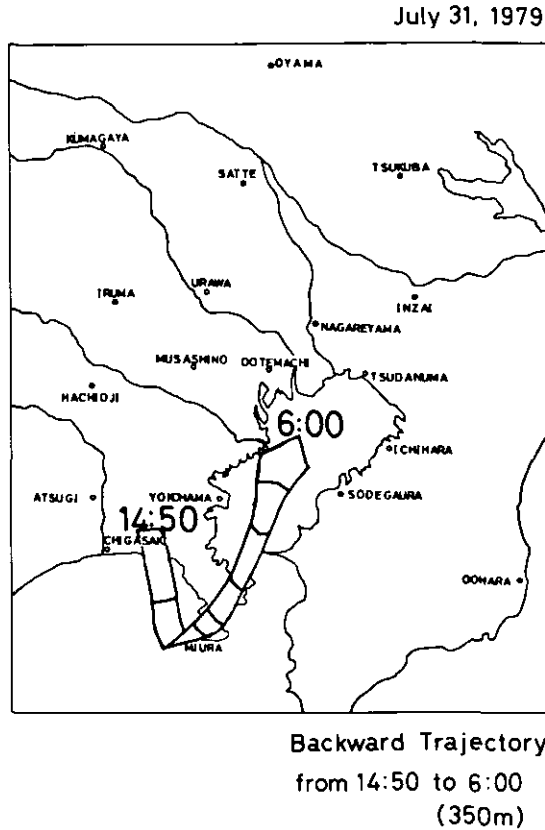 July 31, 1979
OYAMA
KUMAGAYA
SATTE
TSUKUBA
URAWA
IRUMA
INZAI
NAGAREYAMA
MUSASHINO
OOTEMACHI
TSUDANUMA
HACHIOJI
6:00
ICHIHARA
ATSUGI
YOKOHAMA
SODEGAURA
14:50
CHIGASAKI
OOHARA
MIURA
Backward Trajectory
from 14:50 to 6:00
(350m)